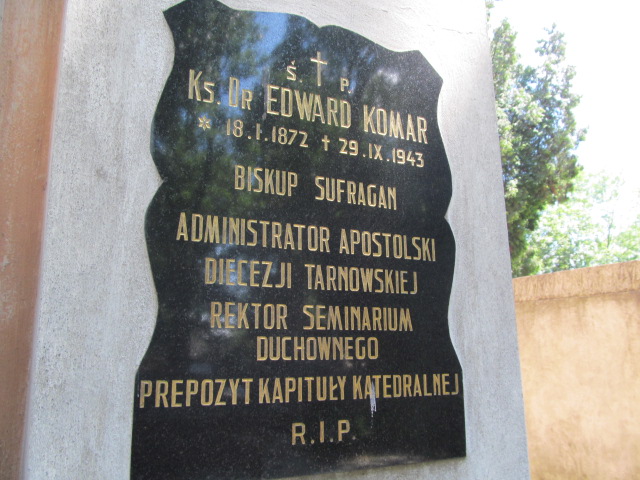 Ś. † P.
Ks. Dr EDWARD KOMAR
* 18.I.1872 † 29.IX.1943
BISKUP SUFRAGAN
ADMINISTRATOR APOSTOLSKI
DIECEZJI TARNOWSKIEJ
REKTOR SEMINARIUM
DUCHOWNEGO
PREPOZYT KAPITUŁY KATEDRALNEJ
R.I.P.